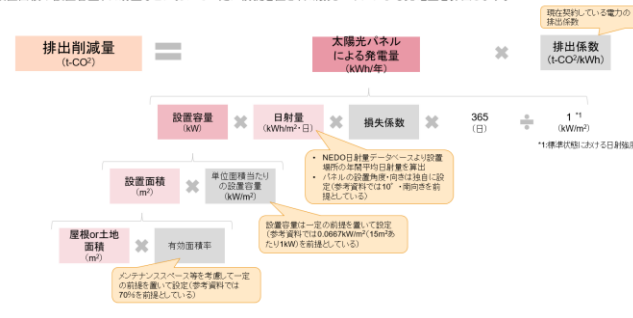 現在契約している電力の
排出係数
排出削減量
(t-CO²)
太陽光パネル
による発電量
(kWh/年)
排出係数
(t-CO²/kWh)
設置容量
(kW)
日射量
(kWh/m²・日)
損失係数
365
(日)
1 *1
(kW/m²)
*1:標準状態における日射強度
• NEDO日射量データベースより設置
場所の年間平均日射量を算出
• パネルの設置角度・向きは独自に設
定(参考資料では10°・南向きを前
提としている)
設置面積
(m²)
単位面積当たり
の設置容量
(kW/m²)
設置容量は一定の前提を置いて設定
(参考資料では0.0667kW/m²(15m²あ
たり1kW)を前提としている)
屋根or土地
面積
(m²)
有効面積率
メンテナンススペース等を考慮して一定
の前提を置いて設定(参考資料では
70%を前提としている)